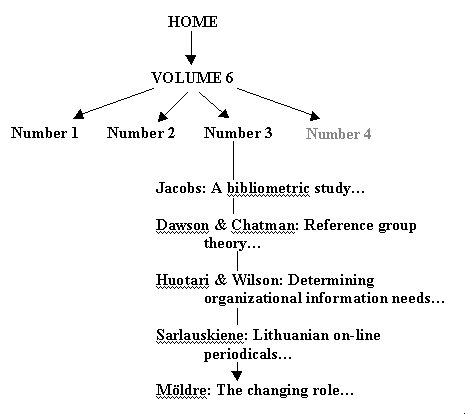 HOME
VOLUME 6
Number 1 Number 2 Number 3 Number 4
Jacobs: A bibliometric study…
Dawson & Chatman: Reference group
theory…
Huotari & Wilson: Determining
organizational information needs…
Sarlauskiene: Lithuanian on-line
periodicals…
Möldre: The changing role…